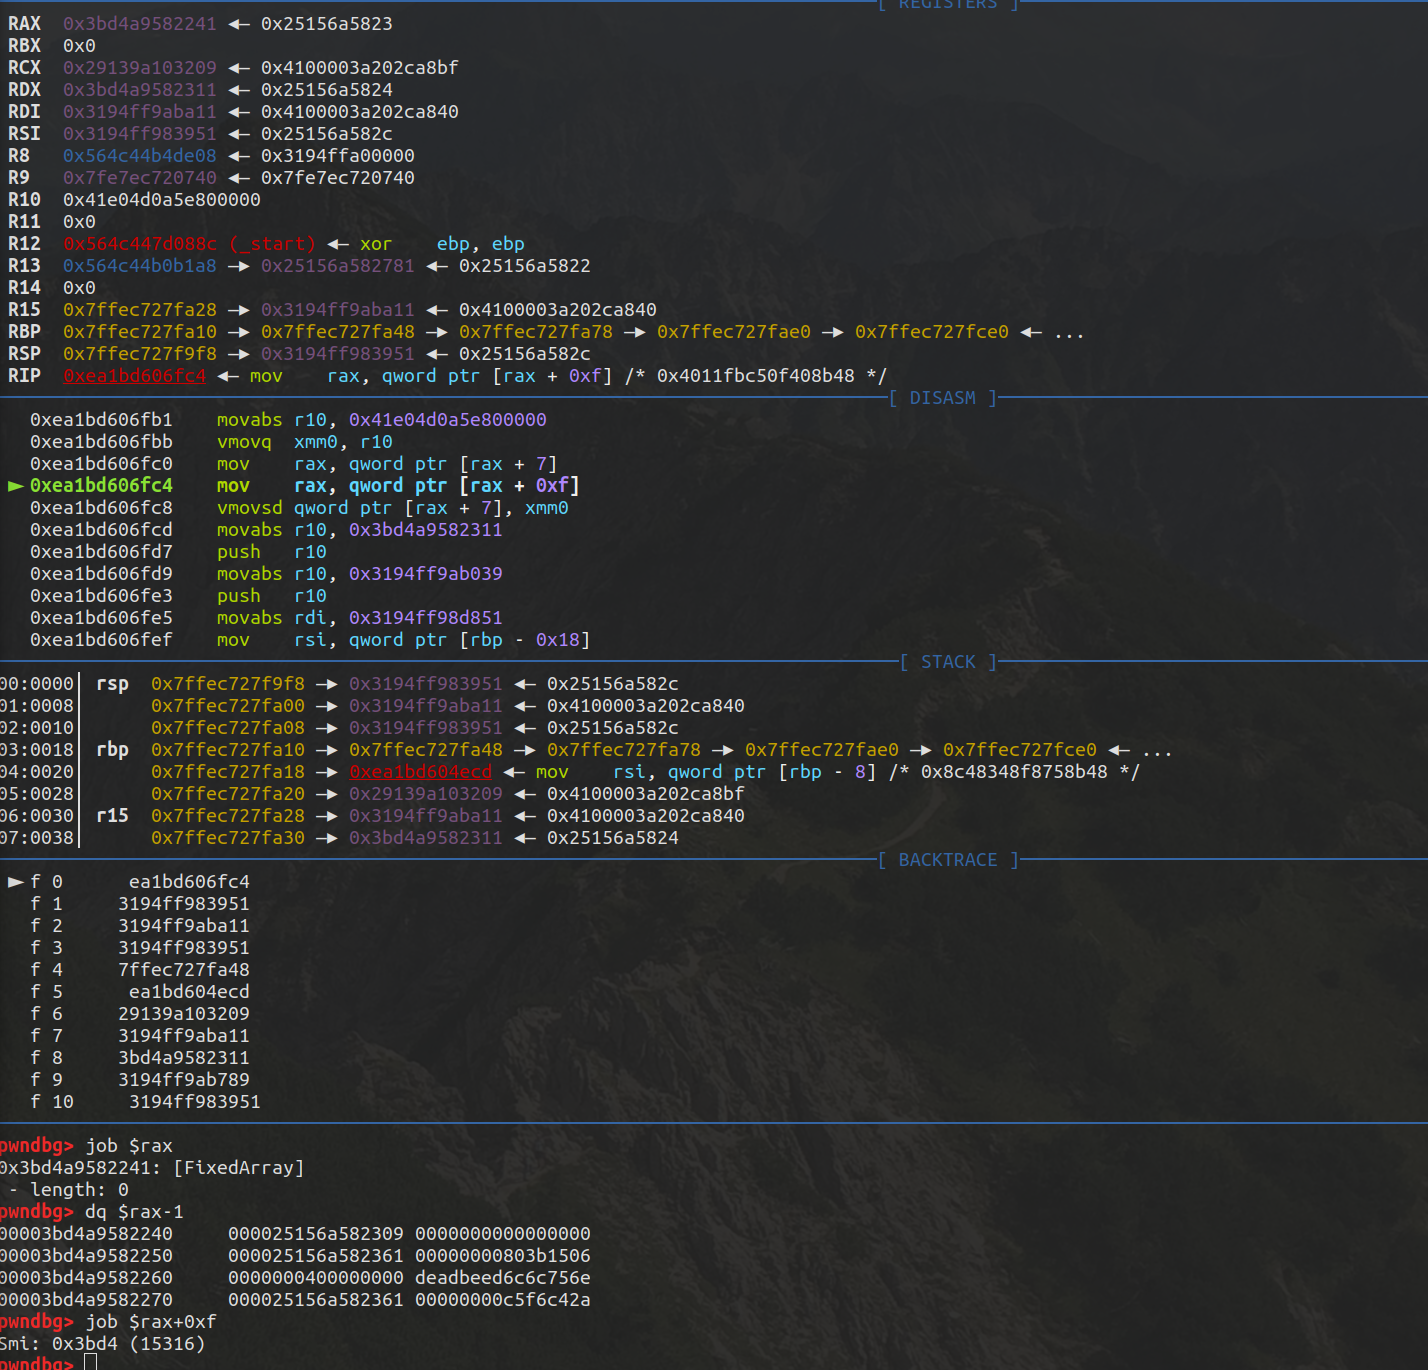 [ REGISTERS ]
RAX  0x3bd4a9582241 ◂— 0x25156a5823
RBX  0x0
RCX  0x29139a103209 ◂— 0x4100003a202ca8bf
RDX  0x3bd4a9582311 ◂— 0x25156a5824
RDI  0x3194ff9aba11 ◂— 0x4100003a202ca840
RSI  0x3194ff983951 ◂— 0x25156a582c
R8   0x564c44b4de08 ◂— 0x3194ffa00000
R9   0x7fe7ec720740 ◂— 0x7fe7ec720740
R10  0x41e04d0a5e800000
R11  0x0
R12  0x564c447d088c (_start) ◂— xor    ebp, ebp
R13  0x564c44b0b1a8 —▸ 0x25156a582781 ◂— 0x25156a5822
R14  0x0
R15  0x7ffec727fa28 —▸ 0x3194ff9aba11 ◂— 0x4100003a202ca840
RBP  0x7ffec727fa10 —▸ 0x7ffec727fa48 —▸ 0x7ffec727fa78 —▸ 0x7ffec727fae0 —▸ 0x7ffec727fce0 ◂— ...
RSP  0x7ffec727f9f8 —▸ 0x3194ff983951 ◂— 0x25156a582c
RIP  0xea1bd606fc4 ◂— mov    rax, qword ptr [rax + 0xf] /* 0x4011fbc50f408b48 */
[ DISASM ]
0xea1bd606fb1    movabs r10, 0x41e04d0a5e800000
0xea1bd606fbb    vmovq  xmm0, r10
0xea1bd606fc0    mov    rax, qword ptr [rax + 7]
► 0xea1bd606fc4    mov    rax, qword ptr [rax + 0xf]
0xea1bd606fc8    vmovsd qword ptr [rax + 7], xmm0
0xea1bd606fcd    movabs r10, 0x3bd4a9582311
0xea1bd606fd7    push   r10
0xea1bd606fd9    movabs r10, 0x3194ff9ab039
0xea1bd606fe3    push   r10
0xea1bd606fe5    movabs rdi, 0x3194ff98d851
0xea1bd606fef    mov    rsi, qword ptr [rbp - 0x18]
[ STACK ]
00:0000│ rsp  0x7ffec727f9f8 —▸ 0x3194ff983951 ◂— 0x25156a582c
01:0008│      0x7ffec727fa00 —▸ 0x3194ff9aba11 ◂— 0x4100003a202ca840
02:0010│      0x7ffec727fa08 —▸ 0x3194ff983951 ◂— 0x25156a582c
03:0018│ rbp  0x7ffec727fa10 —▸ 0x7ffec727fa48 —▸ 0x7ffec727fa78 —▸ 0x7ffec727fae0 —▸ 0x7ffec727fce0 ◂— ...
04:0020│      0x7ffec727fa18 —▸ 0xea1bd604ecd ◂— mov    rsi, qword ptr [rbp - 8] /* 0x8c48348f8758b48 */
05:0028│      0x7ffec727fa20 —▸ 0x29139a103209 ◂— 0x4100003a202ca8bf
06:0030│ r15  0x7ffec727fa28 —▸ 0x3194ff9aba11 ◂— 0x4100003a202ca840
07:0038│      0x7ffec727fa30 —▸ 0x3bd4a9582311 ◂— 0x25156a5824
[ BACKTRACE ]
► f 0      ea1bd606fc4
f 1     3194ff983951
f 2     3194ff9aba11
f 3     3194ff983951
f 4     7ffec727fa48
f 5      ea1bd604ecd
f 6     29139a103209
f 7     3194ff9aba11
f 8     3bd4a9582311
f 9     3194ff9ab789
f 10     3194ff983951
pwndbg> job $rax
0x3bd4a9582241: [FixedArray]
- length: 0
pwndbg> dq $rax-1
00003bd4a9582240     000025156a582309 0000000000000000
00003bd4a9582250     000025156a582361 00000000803b1506
00003bd4a9582260     0000000400000000 deadbeed6c6c756e
00003bd4a9582270     000025156a582361 00000000c5f6c42a
pwndbg> job $rax+0xf
Smi: 0x3bd4 (15316)
pwndbg>